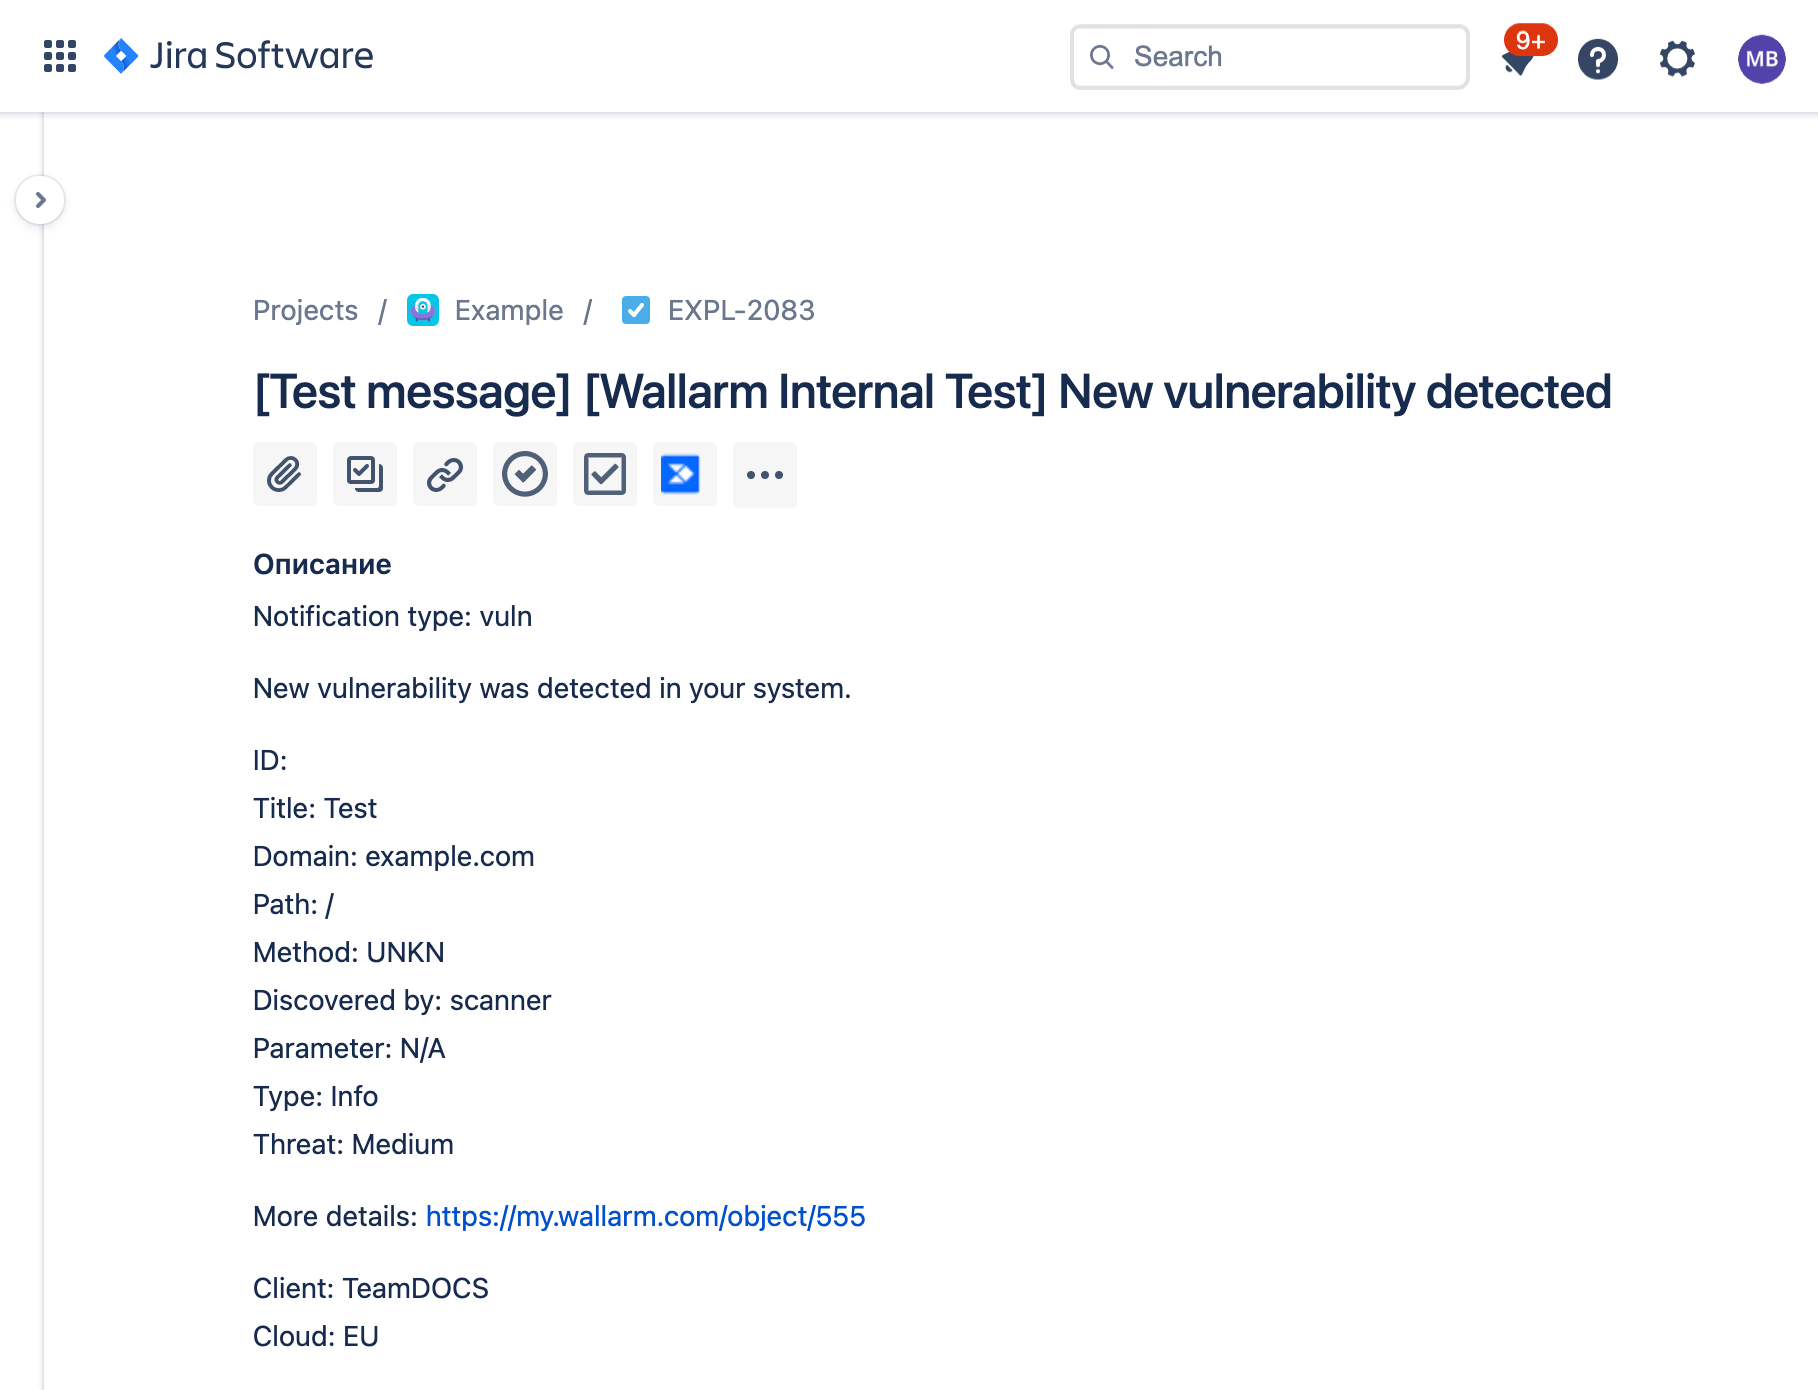 Jira Software
Search
9+
MB
Projects / Example / EXPL-2083
[Test message] [Wallarm Internal Test] New vulnerability detected
Описание
Notification type: vuln
New vulnerability was detected in your system.
ID:
Title: Test
Domain: example.com
Path: /
Method: UNKN
Discovered by: scanner
Parameter: N/A
Type: Info
Threat: Medium
More details: https://my.wallarm.com/object/555
Client: TeamDOCS
Cloud: EU